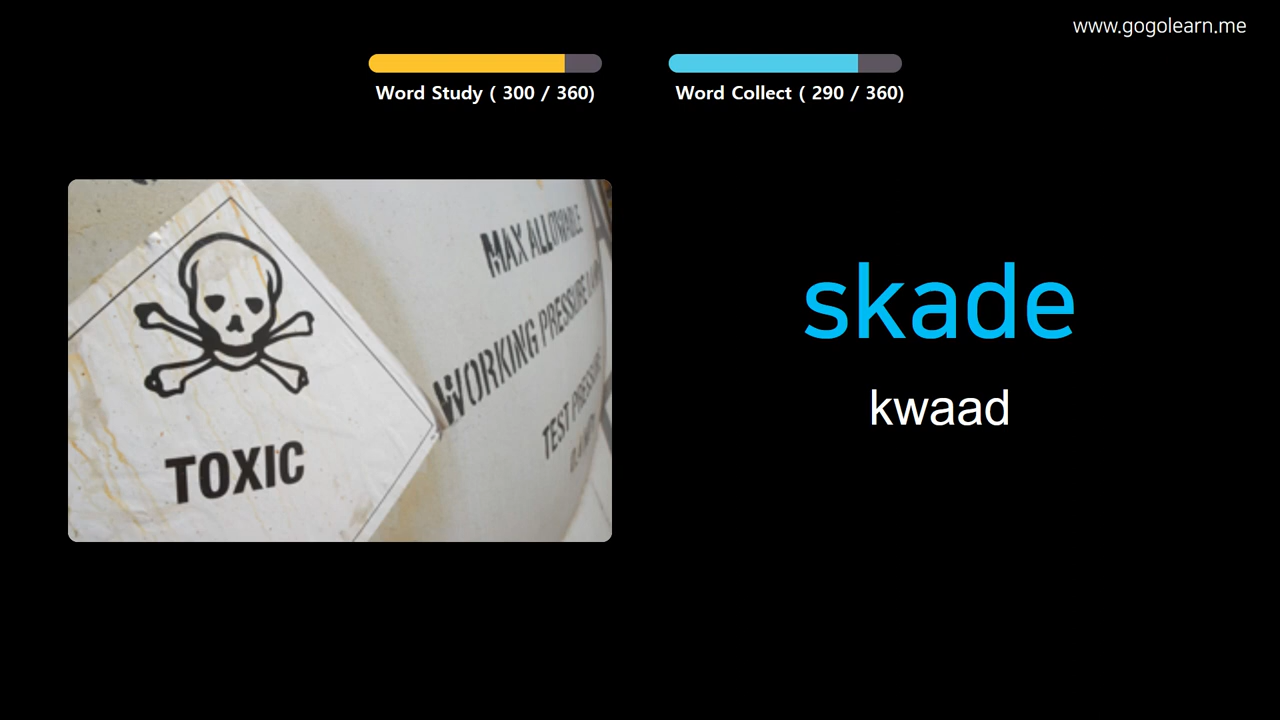 www.gogolearn.me
Word Study ( 300 / 360)
Word Collect ( 290 / 360)
MAX ALLOWABLE
WORKING PRESSURE
TEST PRESSURE
TOXIC
skade
kwaad